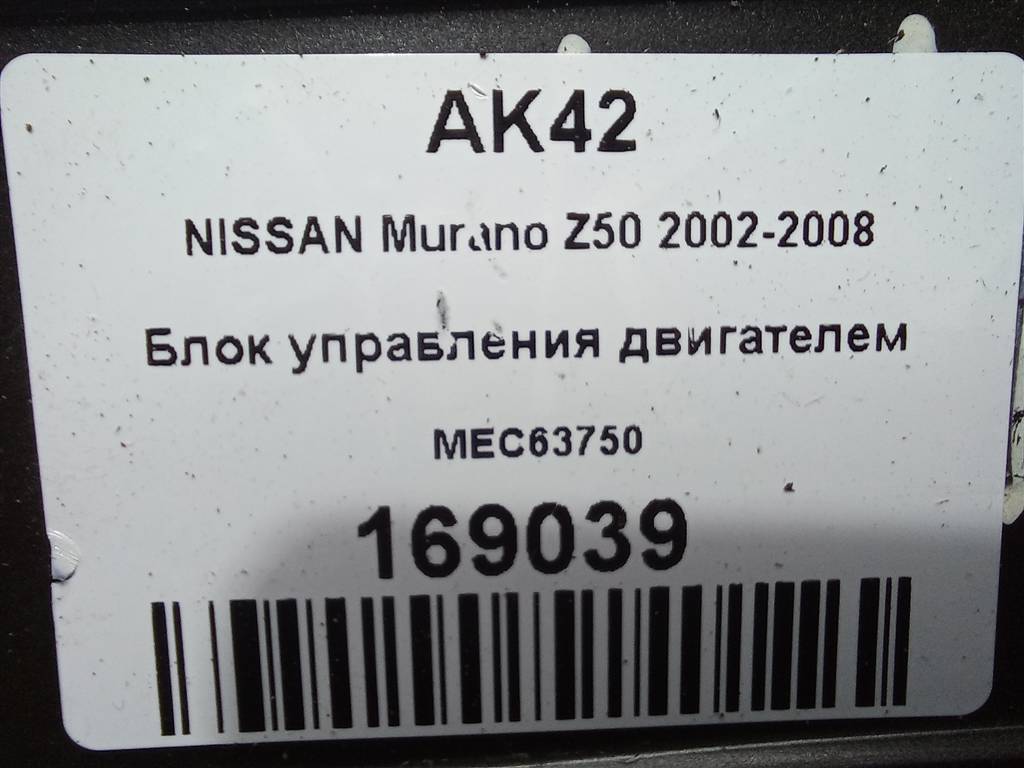 AK42
NISSAN Murano Z50 2002-2008
Блок управления двигателем
MEC63750
169039